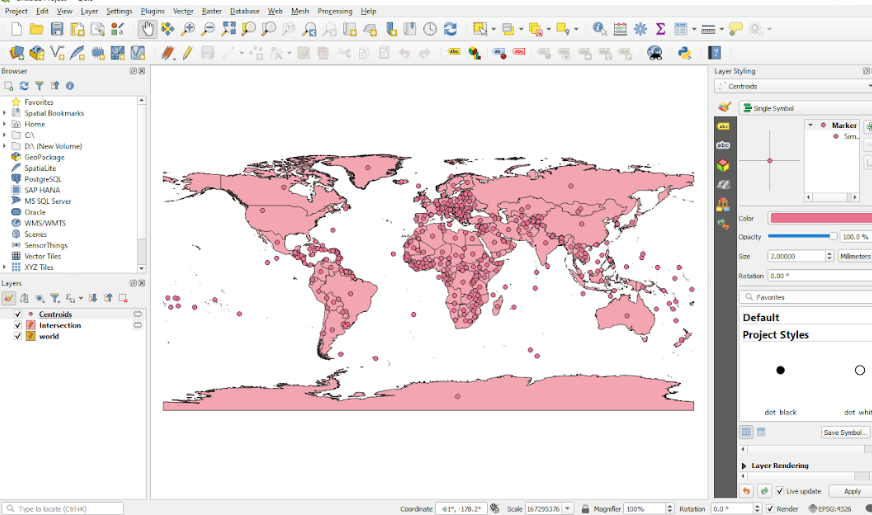 Project Edit View Layer Settings Plugins Vector Raster Database Web Mesh Processing Help
Browser
Favorites
Spatial Bookmarks
Home
C:\
D:\ (New Volume)
GeoPackage
SpatiaLite
PostgreSQL
SAP HANA
MS SQL Server
Oracle
WMS/WMTS
Scenes
SensorThings
Vector Tiles
XYZ Tiles
Layers
Centroids
Intersection
world
Layer Styling
Centroids
Single Symbol
Marker
Sim...
Color
Opacity 100.0 %
Size 2.00000 Millimeters
Rotation 0.00 °
Favorites
Default
Project Styles
dot black dot whit
Save Symbol...
Layer Rendering
Live update Apply
Type to locate (Ctrl+K) Coordinate -61°, -178.2° Scale 167295376 Magnifier 100% Rotation 0.0 ° Render EPSG:4326